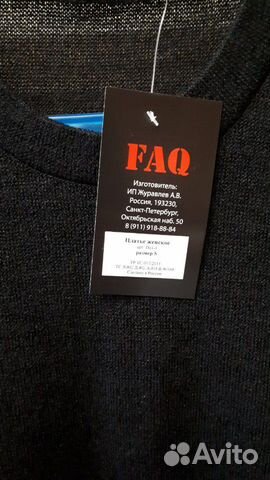 FAQ
Изготовитель:
ИП Журавлев А.В.
Россия, 193230,
Санкт-Петербург,
Октябрьская наб. 50
8 (911) 918-88-84
Платье женское
размер S
Сделано в России
Avito